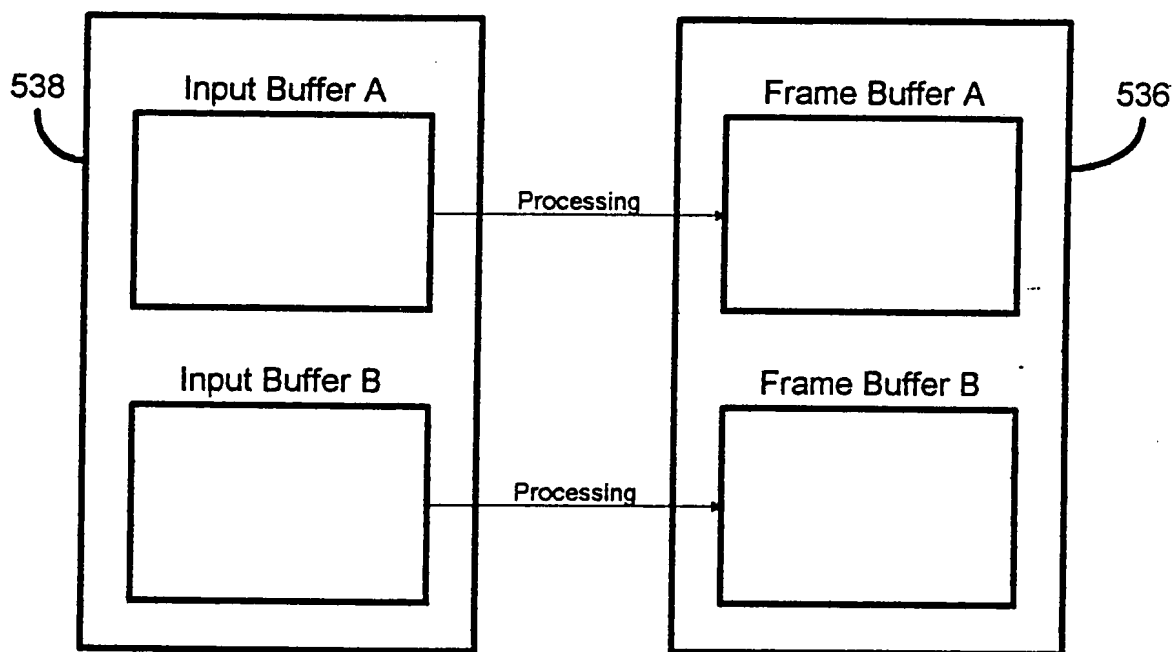 538
Input Buffer A
Frame Buffer A
536
Processing
Input Buffer B
Frame Buffer B
Processing